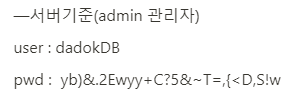 —서버기준(admin 관리자)
user : dadokDB
pwd :  yb)&.2Ewyy+C?5&~T=,{<D,S!w